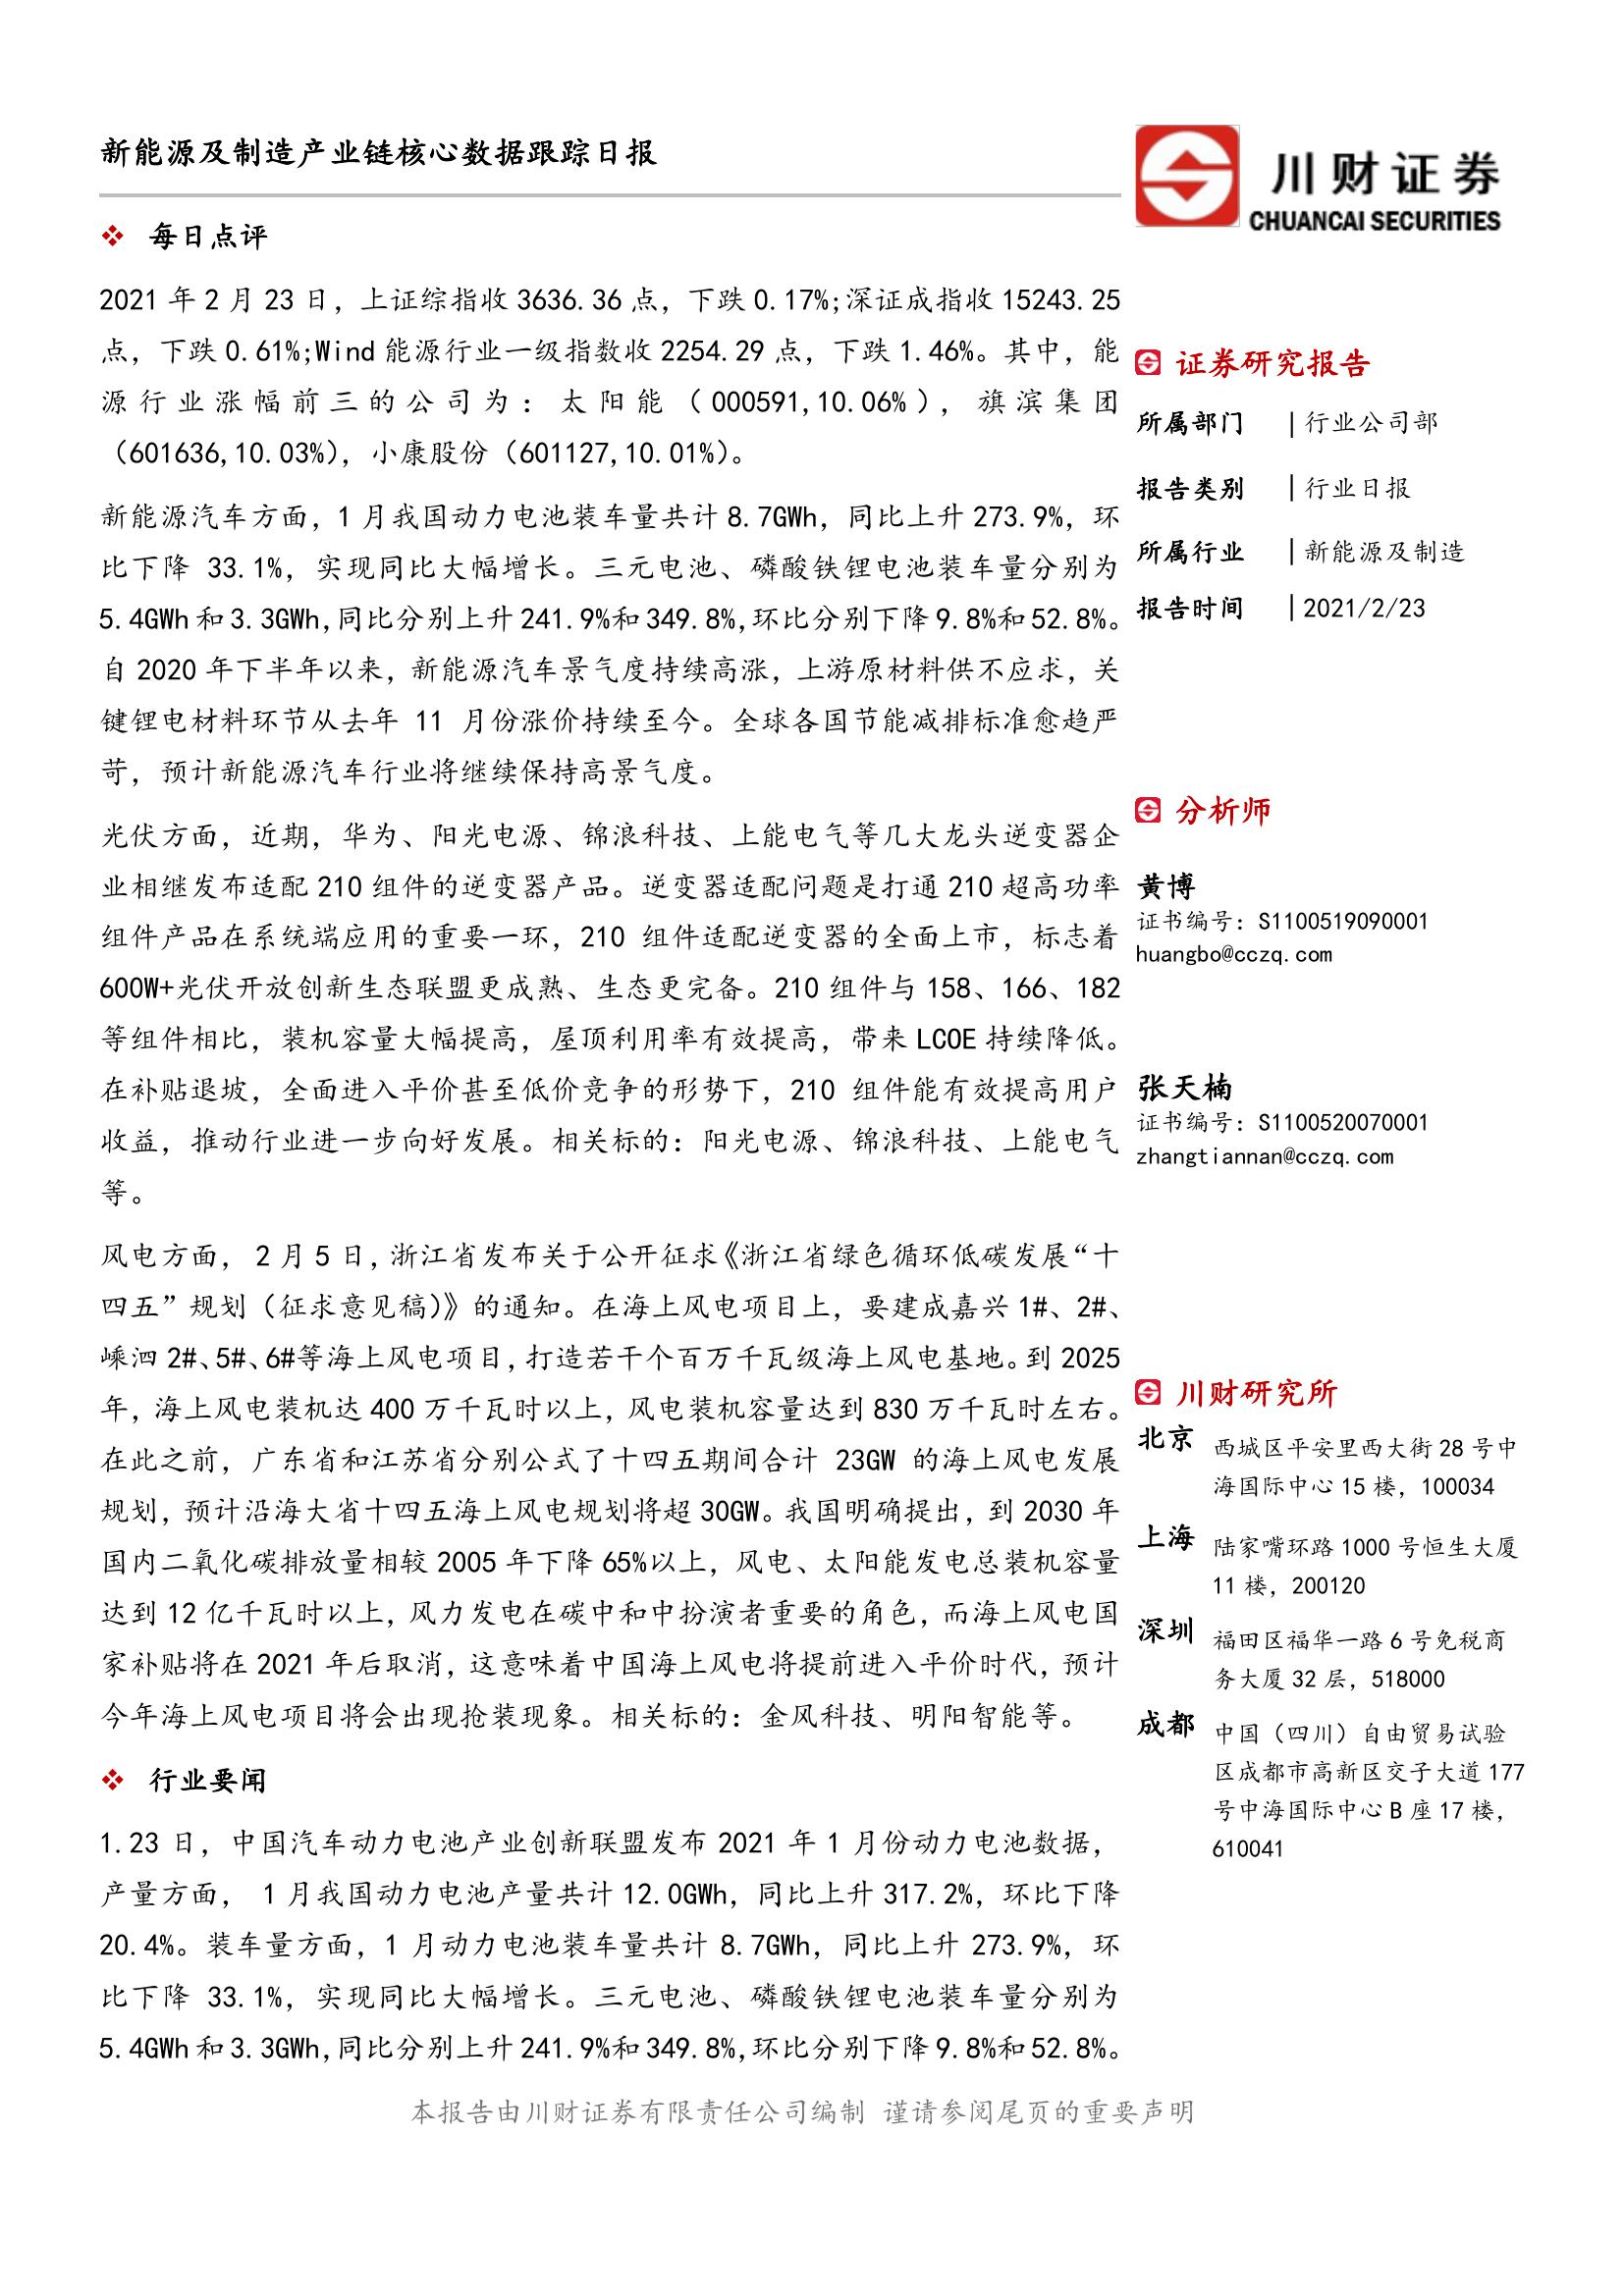 新能源及制造产业链核心数据跟踪日报
川财证券
CHUANCAI SECURITIES
每日点评
2021 年 2 月 23 日，上证综指收 3636.36 点，下跌 0.17%;深证成指收 15243.25
点，下跌 0.61%;Wind 能源行业一级指数收 2254.29 点，下跌 1.46%。其中，能
源行业涨幅前三的公司为：太阳能（000591,10.06%），旗滨集团
（601636,10.03%），小康股份（601127,10.01%）。
新能源汽车方面，1 月我国动力电池装车量共计 8.7GWh，同比上升 273.9%，环
比下降 33.1%，实现同比大幅增长。三元电池、磷酸铁锂电池装车量分别为
5.4GWh 和 3.3GWh,同比分别上升 241.9%和 349.8%,环比分别下降 9.8%和 52.8%。
自 2020 年下半年以来，新能源汽车景气度持续高涨，上游原材料供不应求，关
键锂电材料环节从去年 11 月份涨价持续至今。全球各国节能减排标准愈趋严
苛，预计新能源汽车行业将继续保持高景气度。
光伏方面，近期，华为、阳光电源、锦浪科技、上能电气等几大龙头逆变器企
业相继发布适配 210 组件的逆变器产品。逆变器适配问题是打通 210 超高功率
组件产品在系统端应用的重要一环，210 组件适配逆变器的全面上市，标志着
600W+光伏开放创新生态联盟更成熟、生态更完备。210 组件与 158、166、182
等组件相比，装机容量大幅提高，屋顶利用率有效提高，带来 LCOE 持续降低。
在补贴退坡，全面进入平价甚至低价竞争的形势下，210 组件能有效提高用户
收益，推动行业进一步向好发展。相关标的：阳光电源、锦浪科技、上能电气
等。
风电方面， 2 月 5 日，浙江省发布关于公开征求《浙江省绿色循环低碳发展“十
四五”规划（征求意见稿）》的通知。在海上风电项目上，要建成嘉兴 1#、2#、
嵊泗 2#、5#、6#等海上风电项目，打造若干个百万千瓦级海上风电基地。到 2025
年，海上风电装机达 400 万千瓦时以上，风电装机容量达到 830 万千瓦时左右。
在此之前，广东省和江苏省分别公式了十四五期间合计 23GW 的海上风电发展
规划，预计沿海大省十四五海上风电规划将超 30GW。我国明确提出，到 2030 年
国内二氧化碳排放量相较 2005 年下降 65%以上，风电、太阳能发电总装机容量
达到 12 亿千瓦时以上，风力发电在碳中和中扮演者重要的角色，而海上风电国
家补贴将在 2021 年后取消，这意味着中国海上风电将提前进入平价时代，预计
今年海上风电项目将会出现抢装现象。相关标的：金风科技、明阳智能等。
行业要闻
1.23 日，中国汽车动力电池产业创新联盟发布 2021 年 1 月份动力电池数据，
产量方面， 1 月我国动力电池产量共计 12.0GWh，同比上升 317.2%，环比下降
20.4%。装车量方面，1 月动力电池装车量共计 8.7GWh，同比上升 273.9%，环
比下降 33.1%，实现同比大幅增长。三元电池、磷酸铁锂电池装车量分别为
5.4GWh 和 3.3GWh,同比分别上升 241.9%和 349.8%,环比分别下降 9.8%和 52.8%。
证券研究报告
所属部门 | 行业公司部
报告类别 | 行业日报
所属行业 | 新能源及制造
报告时间 | 2021/2/23
分析师
黄博
证书编号：S1100519090001
huangbo@cczq.com
张天楠
证书编号：S1100520070001
zhangtiannan@cczq.com
川财研究所
北京 西城区平安里西大街 28 号中
海国际中心 15 楼，100034
上海 陆家嘴环路 1000 号恒生大厦
11 楼，200120
深圳 福田区福华一路 6 号免税商
务大厦 32 层，518000
成都 中国（四川）自由贸易试验
区成都市高新区交子大道 177
号中海国际中心 B 座 17 楼，
610041
本报告由川财证券有限责任公司编制 谨请参阅尾页的重要声明